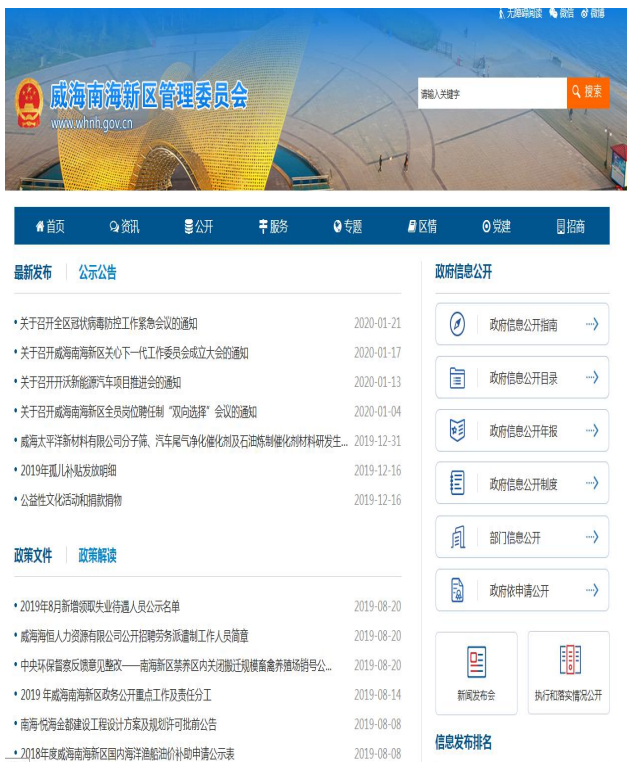 无障碍阅读 微信 微博
威海南海新区管理委员会
www.whnh.gov.cn
请输入关键字 搜索
首页 资讯 公开 服务 专题 区情 党建 招商
最新发布 公示公告
关于召开全区冠状病毒防控工作紧急会议的通知 2020-01-21
关于召开威海南海新区关心下一代工作委员会成立大会的通知 2020-01-17
关于召开开沃新能源汽车项目推进会的通知 2020-01-13
关于召开威海南海新区全员岗位聘任制“双向选择”会议的通知 2020-01-04
威海太平洋新材料有限公司分子筛、汽车尾气净化催化剂及石油炼制催化剂材料研发生... 2019-12-31
2019年孤儿补贴发放明细 2019-12-16
公益性文化活动和捐款捐物 2019-12-16
政策文件 政策解读
2019年8月新增领取失业待遇人员公示名单 2019-08-20
威海海恒人力资源有限公司公开招聘劳务派遣制工作人员简章 2019-08-20
中央环保督察反馈意见整改——南海新区禁养区内关闭搬迁规模畜禽养殖场销号公... 2019-08-20
2019 年威海南海新区政务公开重点工作及责任分工 2019-08-14
南海·悦海金都建设工程设计方案及规划许可批前公告 2019-08-08
2018年度威海南海新区国内海洋渔船油价补助申请公示表 2019-08-08
政府信息公开
政府信息公开指南
政府信息公开目录
政府信息公开年报
政府信息公开制度
部门信息公开
政府依申请公开
新闻发布会 执行和落实情况公开
信息发布排名